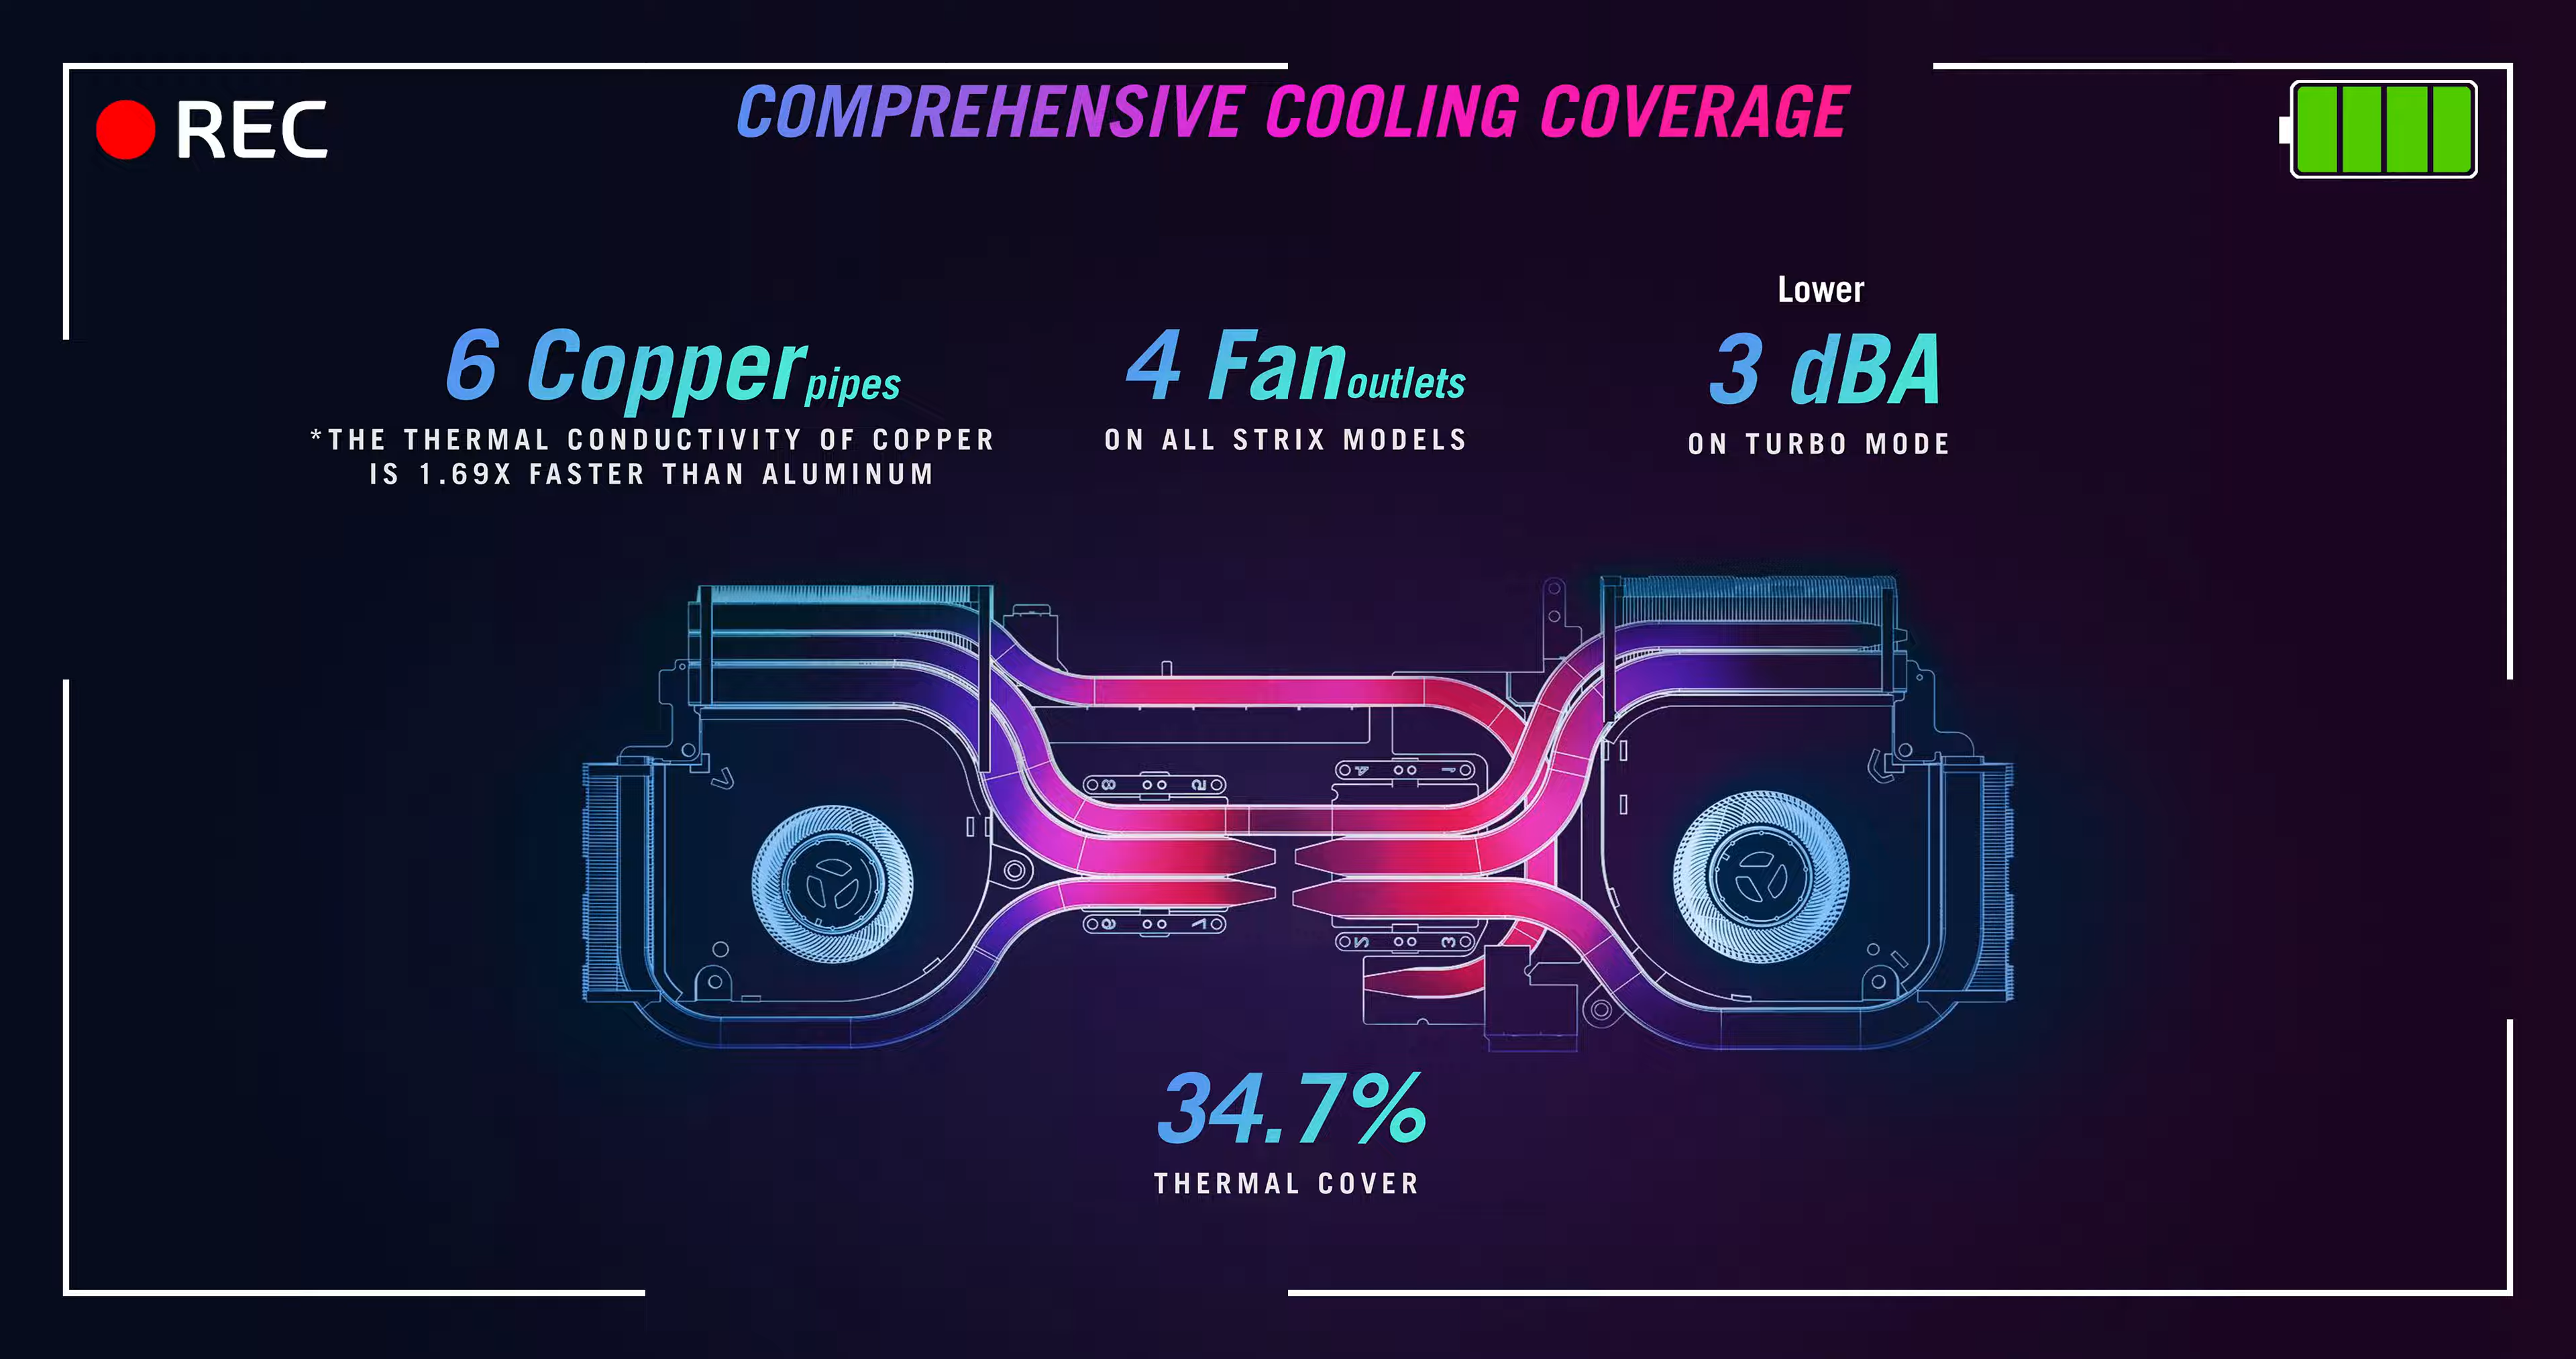 REC
COMPREHENSIVE COOLING COVERAGE
6 Copper pipes
*THE THERMAL CONDUCTIVITY OF COPPER
IS 1.69X FASTER THAN ALUMINUM
4 Fan outlets
ON ALL STRIX MODELS
Lower
3 dBA
ON TURBO MODE
34.7%
THERMAL COVER